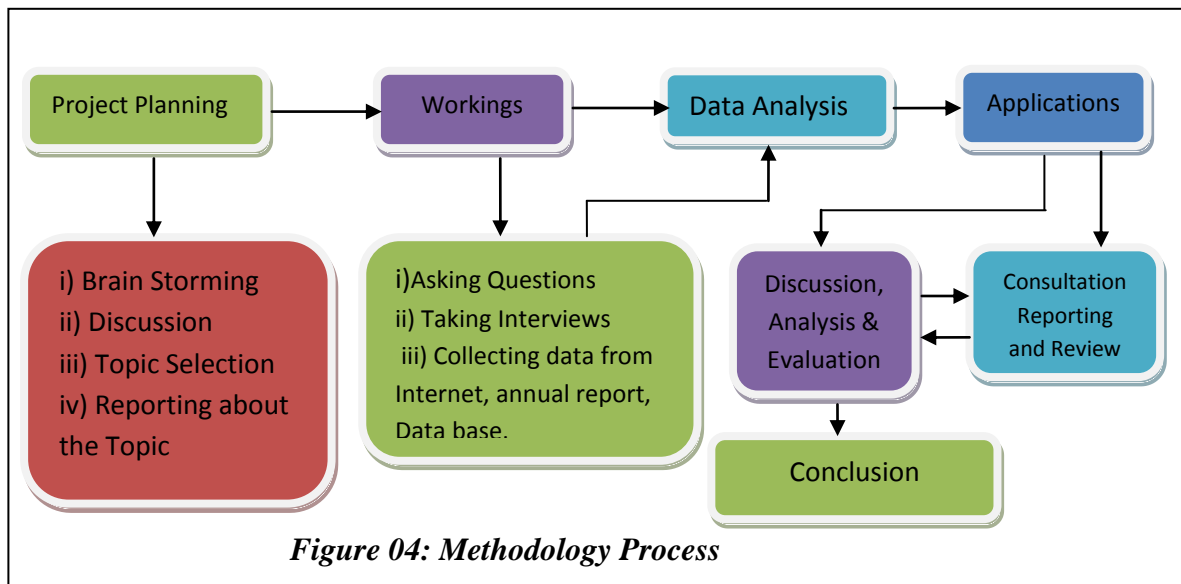 Project Planning
Workings
Data Analysis
Applications
i) Brain Storming
ii) Discussion
iii) Topic Selection
iv) Reporting about
the Topic
i)Asking Questions
ii) Taking Interviews
iii) Collecting data from
Internet, annual report,
Data base.
Discussion,
Analysis &
Evaluation
Consultation
Reporting
and Review
Conclusion
Figure 04: Methodology Process